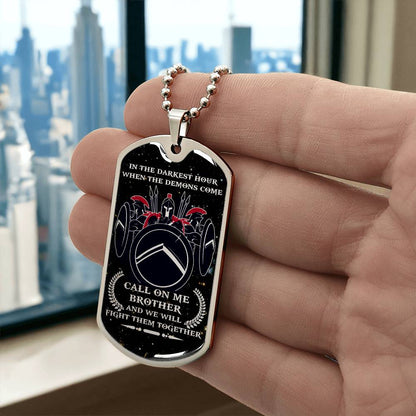 IN THE DARKEST HOUR
WHEN THE DEMONS COME
CALL ON ME
BROTHER
AND WE WILL
FIGHT THEM TOGETHER